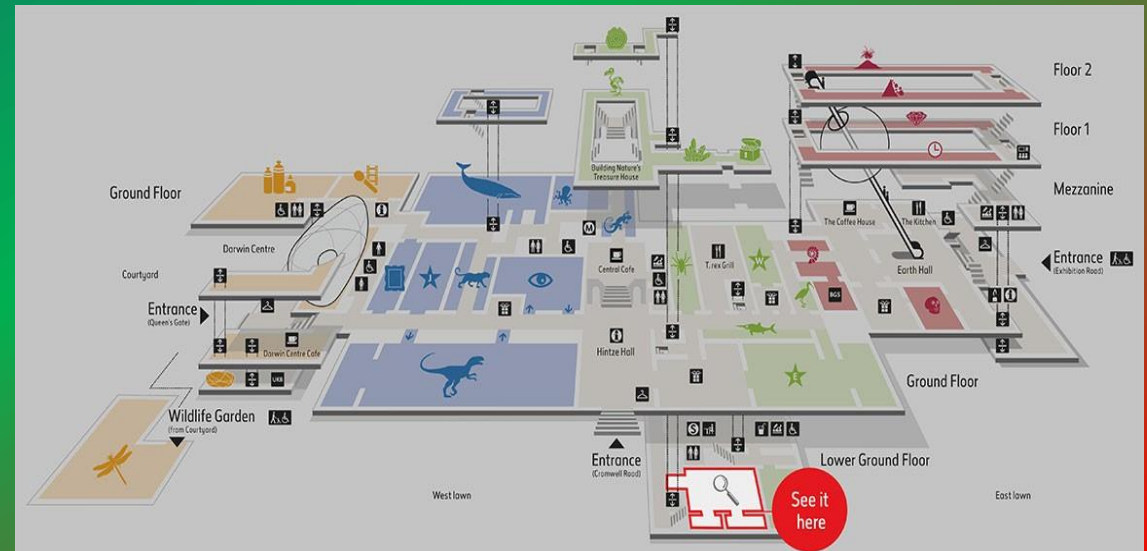 Floor 2
Floor 1
Mezzanine
Building Nature's
Treasure House
Ground Floor
The Coffee House
The Kitchen
Darwin Centre
M
Central Cafe
T.rex Grill
W
Earth Hall
Entrance
(Exhibition Road)
Courtyard
J
BGS
Entrance
(Queen's Gate)
Hintze Hall
Darwin Centre Cafe
UKB
E
Ground Floor
Wildlife Garden
(from Courtyard)
S
Entrance
(Cromwell Road)
Lower Ground Floor
West lawn
East lawn
See it
here